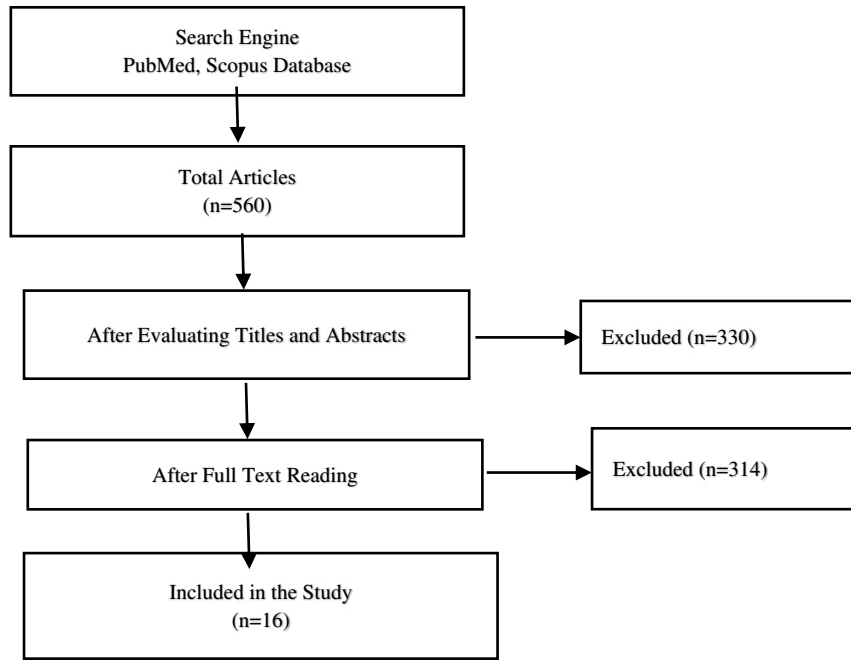 Search Engine
PubMed, Scopus Database
Total Articles
(n=560)
After Evaluating Titles and Abstracts
Excluded (n=330)
After Full Text Reading
Excluded (n=314)
Included in the Study
(n=16)